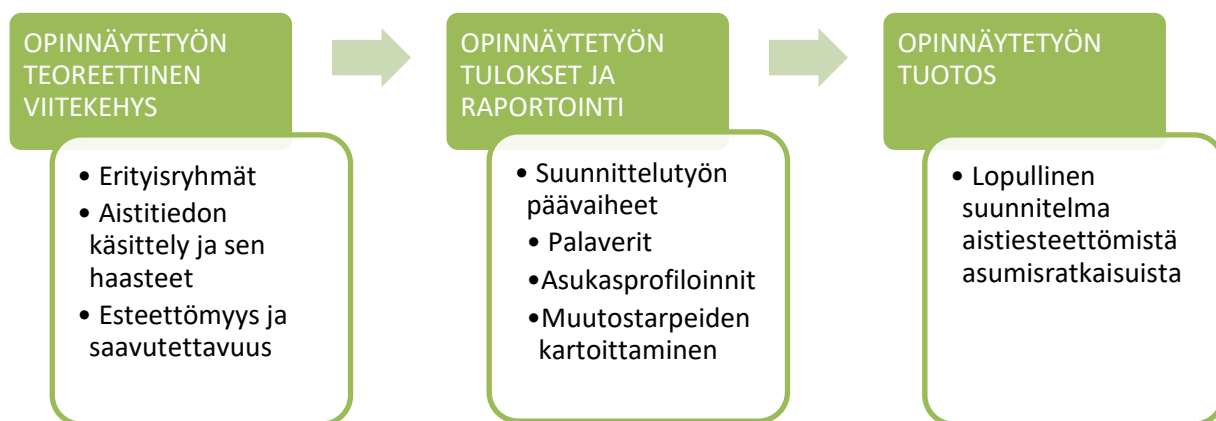 OPINNÄYTETYÖN
TEOREETTINEN
VIITEKEHYS
• Erityisryhmät
• Aistitiedon
käsittely ja sen
haasteet
• Esteettömyys ja
saavutettavuus
OPINNÄYTETYÖN
TULOKSET JA
RAPORTOINTI
• Suunnittelutyön
päävaiheet
• Palaverit
•Asukasprofiloinnit
•Muutostarpeiden
kartoittaminen
OPINNÄYTETYÖN
TUOTOS
• Lopullinen
suunnitelma
aistiesteettömistä
asumisratkaisuista